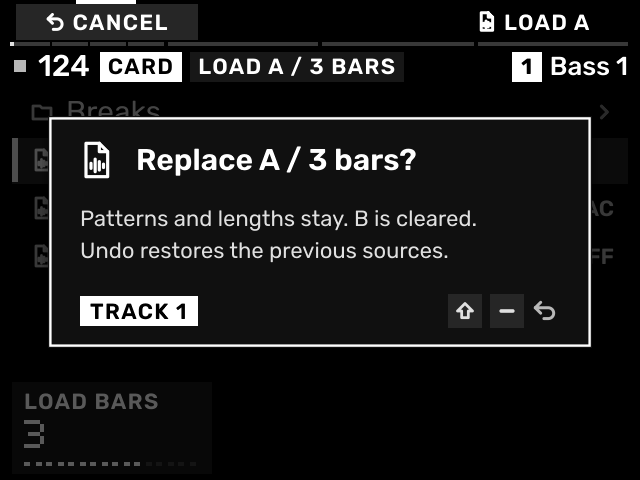 CANCEL
LOAD A
124 CARD LOAD A / 3 BARS
1 Bass 1
Breaks
Replace A / 3 bars?
Patterns and lengths stay. B is cleared.
Undo restores the previous sources.
TRACK 1
LOAD BARS
3